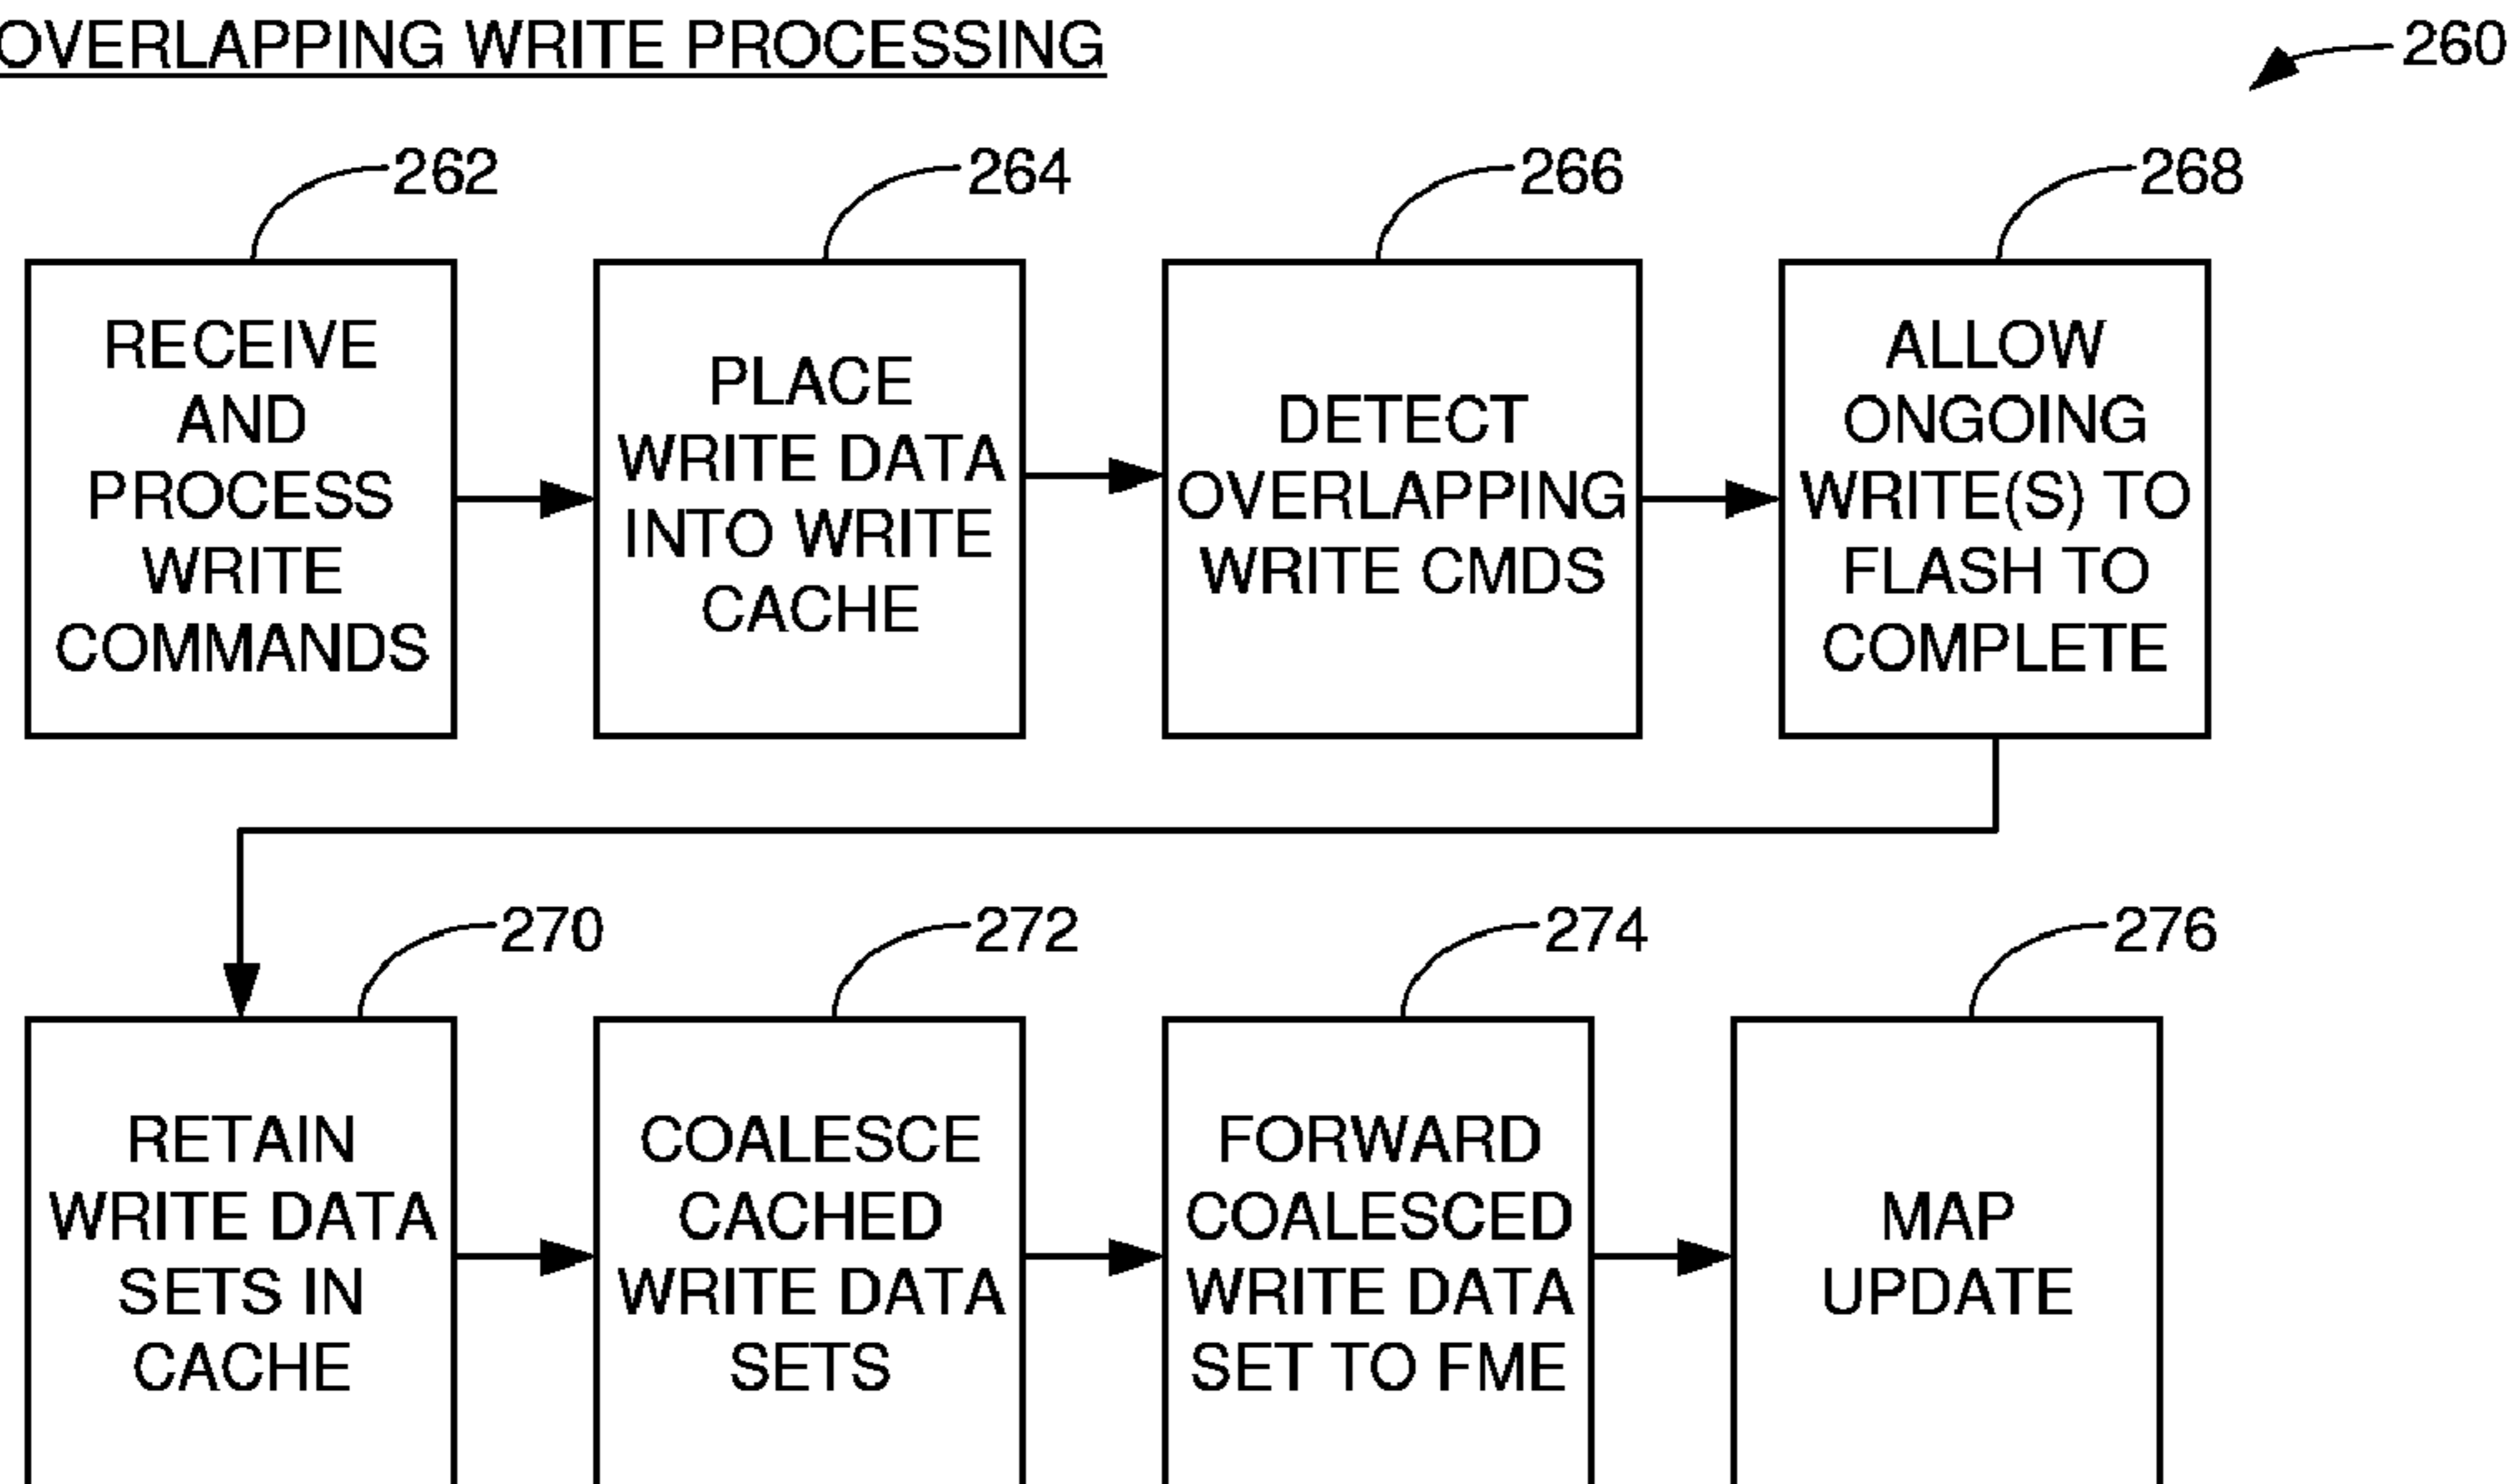 OVERLAPPING WRITE PROCESSING
260
262
264
266
268
RECEIVE
AND
PROCESS
WRITE
COMMANDS
PLACE
WRITE DATA
INTO WRITE
CACHE
DETECT
OVERLAPPING
WRITE CMDS
ALLOW
ONGOING
WRITE(S) TO
FLASH TO
COMPLETE
270
272
274
276
RETAIN
WRITE DATA
SETS IN
CACHE
COALESCE
CACHED
WRITE DATA
SETS
FORWARD
COALESCED
WRITE DATA
SET TO FME
MAP
UPDATE